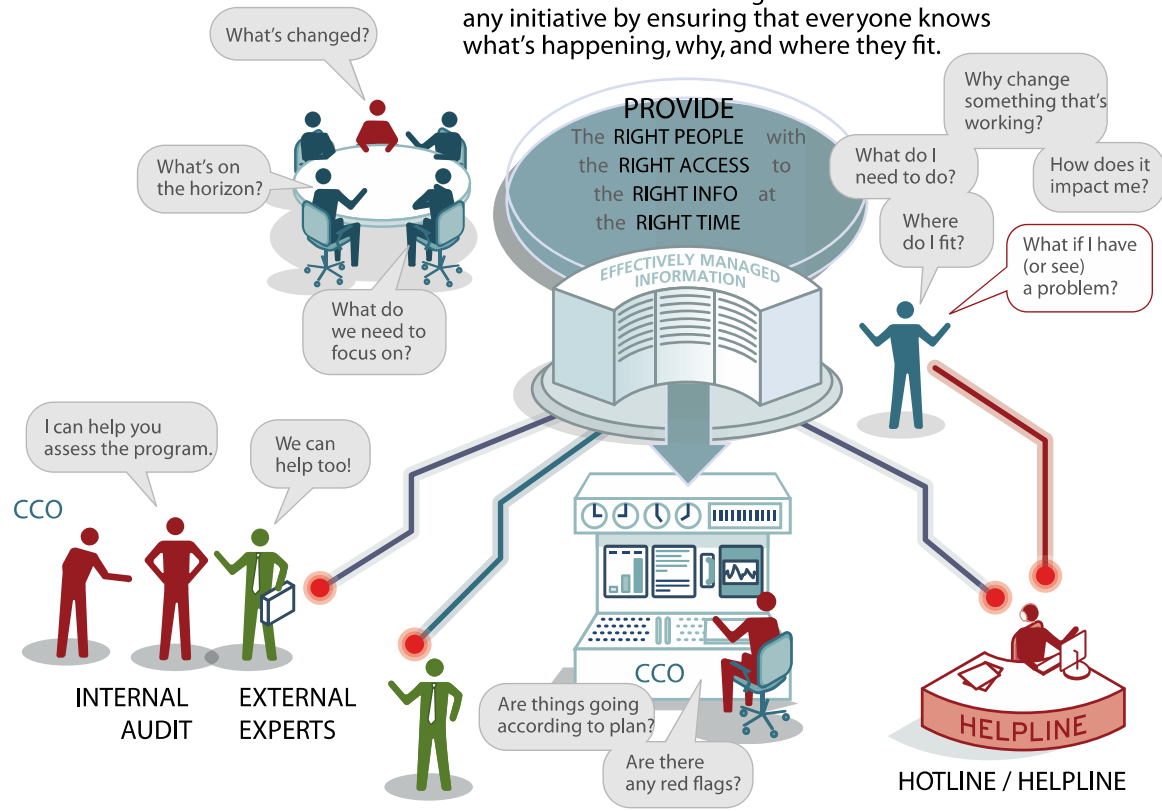 any initiative by ensuring that everyone knows
what's happening, why, and where they fit.
What's changed?
What's on
the horizon?
What do
we need to
focus on?
PROVIDE
The RIGHT PEOPLE with
the RIGHT ACCESS to
the RIGHT INFO at
the RIGHT TIME
EFFECTIVELY MANAGED
INFORMATION
Why change
something that's
working?
What do I
need to do?
How does it
impact me?
Where
do I fit?
What if I have
(or see)
a problem?
I can help you
assess the program.
We can
help too!
CCO
INTERNAL
AUDIT
EXTERNAL
EXPERTS
CCO
Are things going
according to plan?
Are there
any red flags?
HELPLINE
HOTLINE / HELPLINE